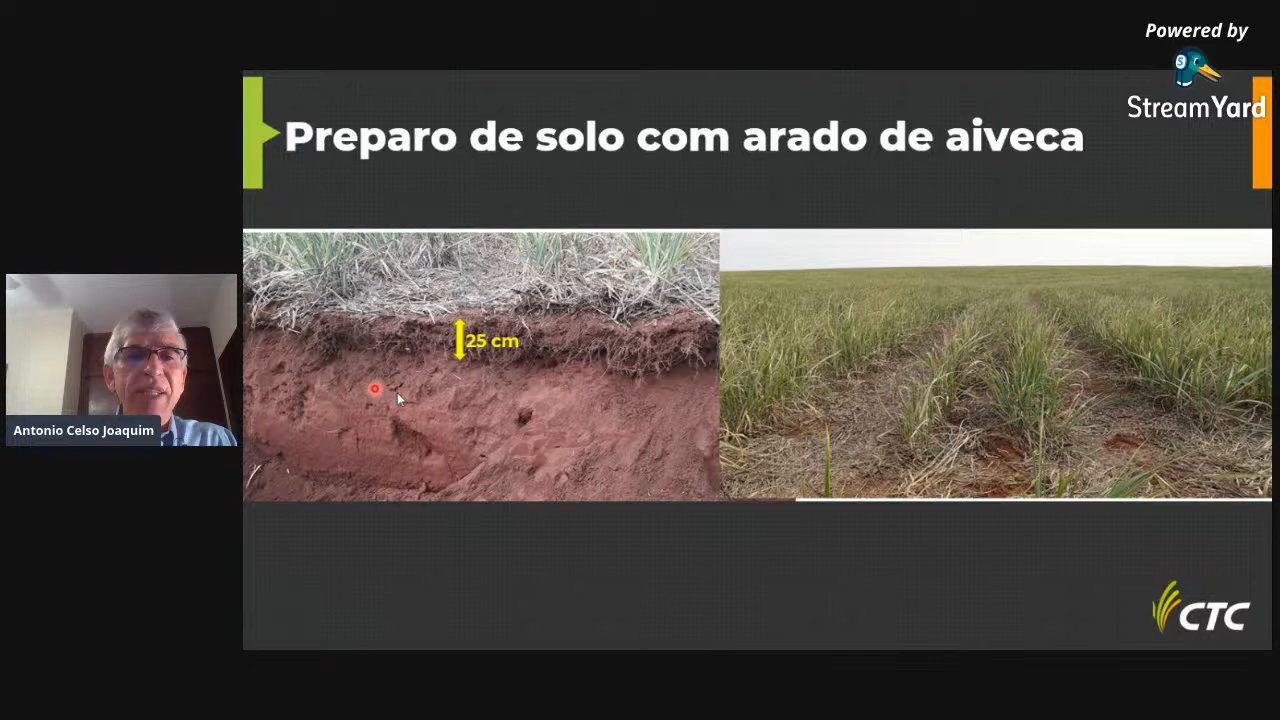 Powered by
StreamYard
Preparo de solo com arado de aiveca
25 cm
Antonio Celso Joaquim
CTC